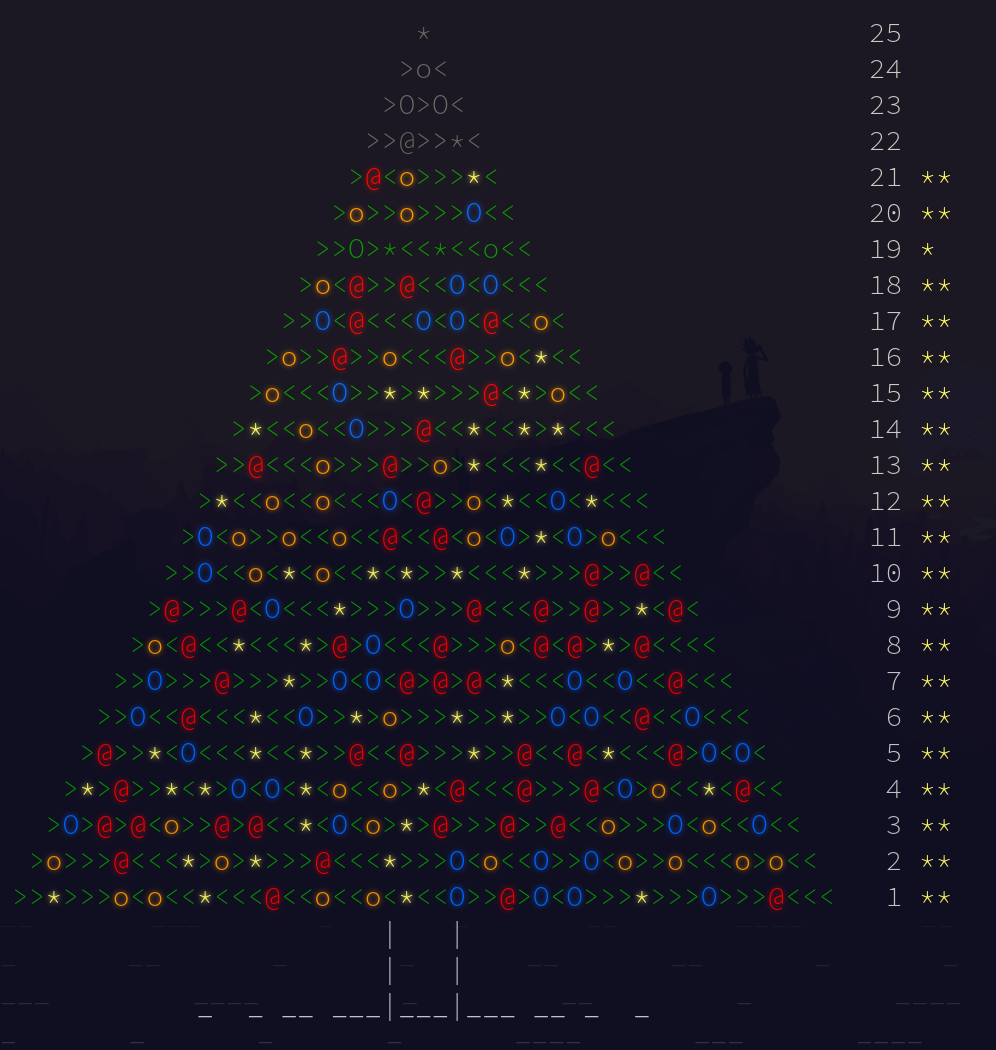 * 25
>o< 24
>O>O< 23
>>@>>*< 22
>@<o>>>*< 21 **
>o>>o>>>O<< 20 **
>>O>*<<*<<o<< 19 *
>o<@>>@<<O<O<<< 18 **
>>O<@<<<O<O<@<<o< 17 **
>o>>@>>o<<<@>>o<*<< 16 **
>o<<<O>>*>*>>>@<*>o<< 15 **
>*<<o<<O>>>@<<*<<*>*<<< 14 **
>>@<<<o>>>@>>o<*<<<*<<@<< 13 **
>*<<o<<o<<<O<@>>o<*<<O<*<<< 12 **
>O<o>>o<<o<<@<<@<o<O>*<O>o<<< 11 **
>>O<<o<*<o<<*>*>>*<<<*>>>@>>@<< 10 **
>@>>>@<O<<<*>>>O>>>@<<<@>>@>>*<@< 9 **
>o<@<<*<<<*>@>O<<<@>>>o<@>@>*>@<<<< 8 **
>>O>>>@>>>*>>O<O<@>@>@>*<<<O<<O<<@<<< 7 **
>>O<<@<<<*<<O>>*>o>>>*>>*>>O<O<<@<<O<<< 6 **
>@>>*<O<<<*<<*>>@<<@>>>*>>@<<@<*<<<@>O<O< 5 **
>*>@>>*>*>O<O<*<o<<o>*<@<<<@>>>@<O>o<<*<@<< 4 **
>O>@>@>o>>@<@<<*<O<o>*>@>>>@>>@<<o>>>O<o<<O<< 3 **
>o>>>@<<<*>o>*>>>@<<<*>>>O<o<<O>>O<o>>o<<<o>o<< 2 **
>>*>>>o<o<<*<<<@<<o<<o<*<<O>>@<O<O>>>*>>>O>>>@<<< 1 **